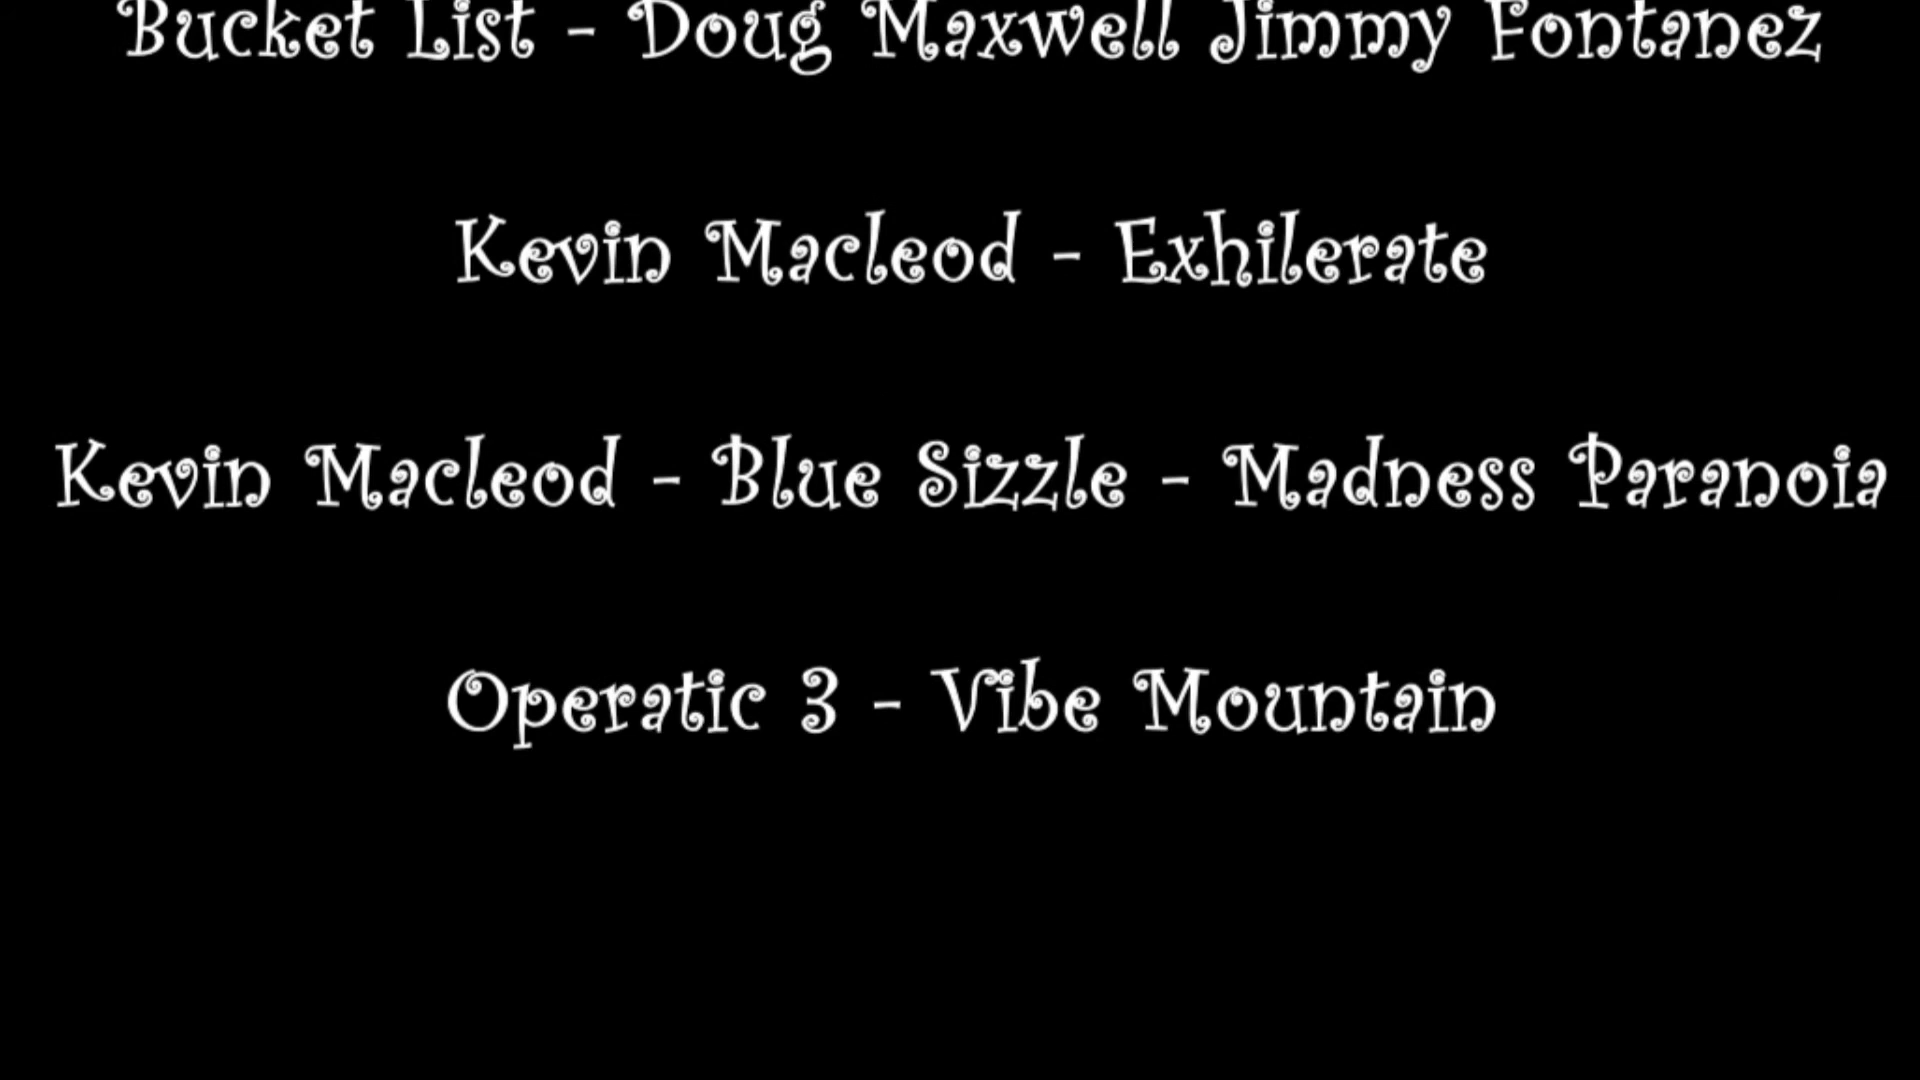 Bucket List - Doug Maxwell Jimmy Fontanez
Kevin Macleod - Exhilerate
Kevin Macleod - Blue Sizzle - Madness Paranoia
Operatic 3 - Vibe Mountain